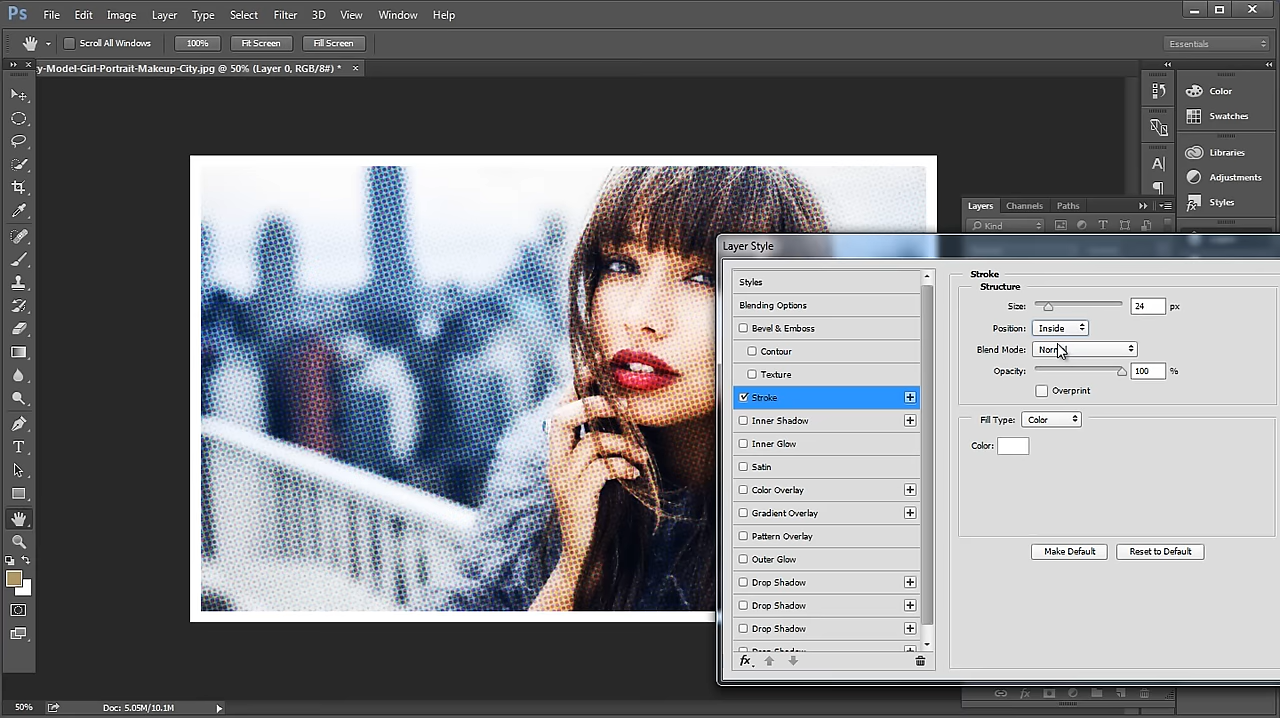 Ps File Edit Image Layer Type Select Filter 3D View Window Help
Scroll All Windows 100% Fit Screen Fill Screen Essentials
y-Model-Girl-Portrait-Makeup-City.jpg @ 50% (Layer 0, RGB/8#) * ×
Color
Swatches
Libraries
Adjustments
Styles
Layers Channels Paths
Kind
Layer Style
Styles
Blending Options
Bevel & Emboss
Contour
Texture
Stroke
Inner Shadow
Inner Glow
Satin
Color Overlay
Gradient Overlay
Pattern Overlay
Outer Glow
Drop Shadow
Drop Shadow
Drop Shadow
Drop Shadow
fx
Stroke
Structure
Size: 24 px
Position: Inside
Blend Mode: Normal
Opacity: 100 %
Overprint
Fill Type: Color
Color:
Make Default Reset to Default
50% Doc: 5.05M/10.1M